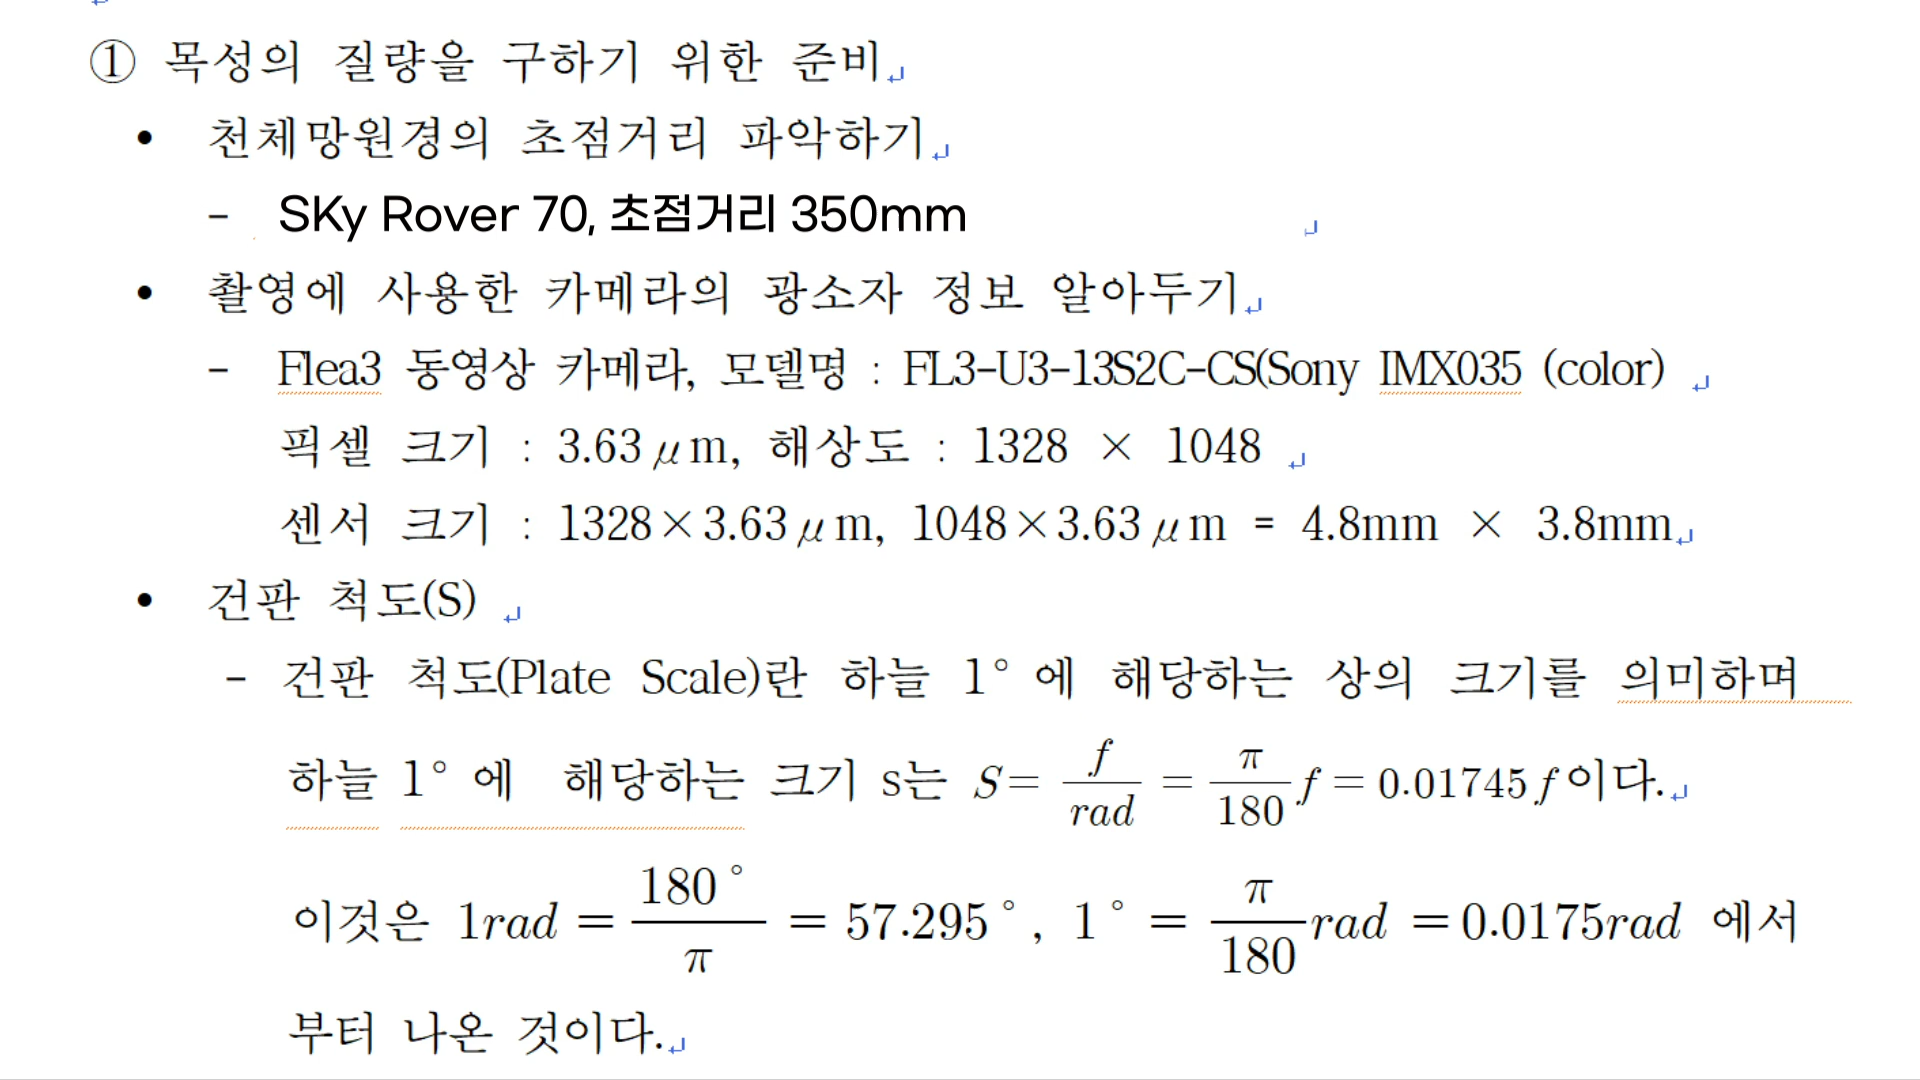 ① 목성의 질량을 구하기 위한 준비
• 천체망원경의 초점거리 파악하기
- SKy Rover 70, 초점거리 350mm
• 촬영에 사용한 카메라의 광소자 정보 알아두기
- Flea3 동영상 카메라, 모델명 : FL3-U3-13S2C-CS(Sony IMX035 (color)
픽셀 크기 : 3.63μm, 해상도 : 1328 × 1048
센서 크기 : 1328×3.63μm, 1048×3.63μm = 4.8mm × 3.8mm
• 건판 척도(S)
- 건판 척도(Plate Scale)란 하늘 1° 에 해당하는 상의 크기를 의미하며
하늘 1° 에 해당하는 크기 s는 S = f/rad = π/180 f = 0.01745f이다.
이것은 1rad = 180°/π = 57.295°, 1° = π/180 rad = 0.0175rad 에서
부터 나온 것이다.